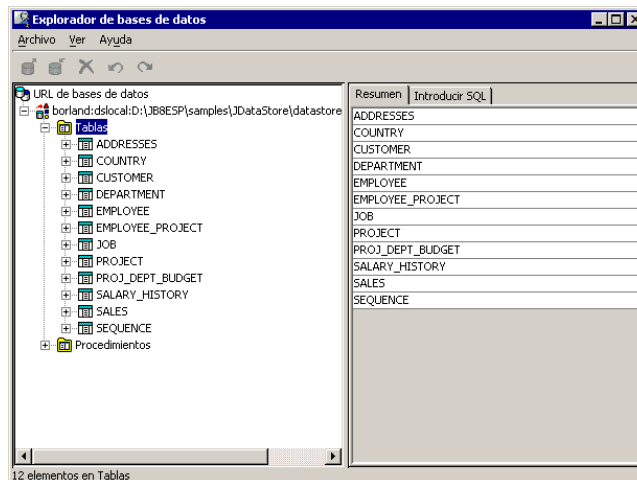 Explorador de bases de datos
Archivo Ver Ayuda
URL de bases de datos
borland:dslocal:D:\JB8ESP\samples\JDataStore\datastore
Tablas
ADDRESSES
COUNTRY
CUSTOMER
DEPARTMENT
EMPLOYEE
EMPLOYEE_PROJECT
JOB
PROJECT
PROJ_DEPT_BUDGET
SALARY_HISTORY
SALES
SEQUENCE
Procedimientos
Resumen Introducir SQL
ADDRESSES
COUNTRY
CUSTOMER
DEPARTMENT
EMPLOYEE
EMPLOYEE_PROJECT
JOB
PROJECT
PROJ_DEPT_BUDGET
SALARY_HISTORY
SALES
SEQUENCE
12 elementos en Tablas